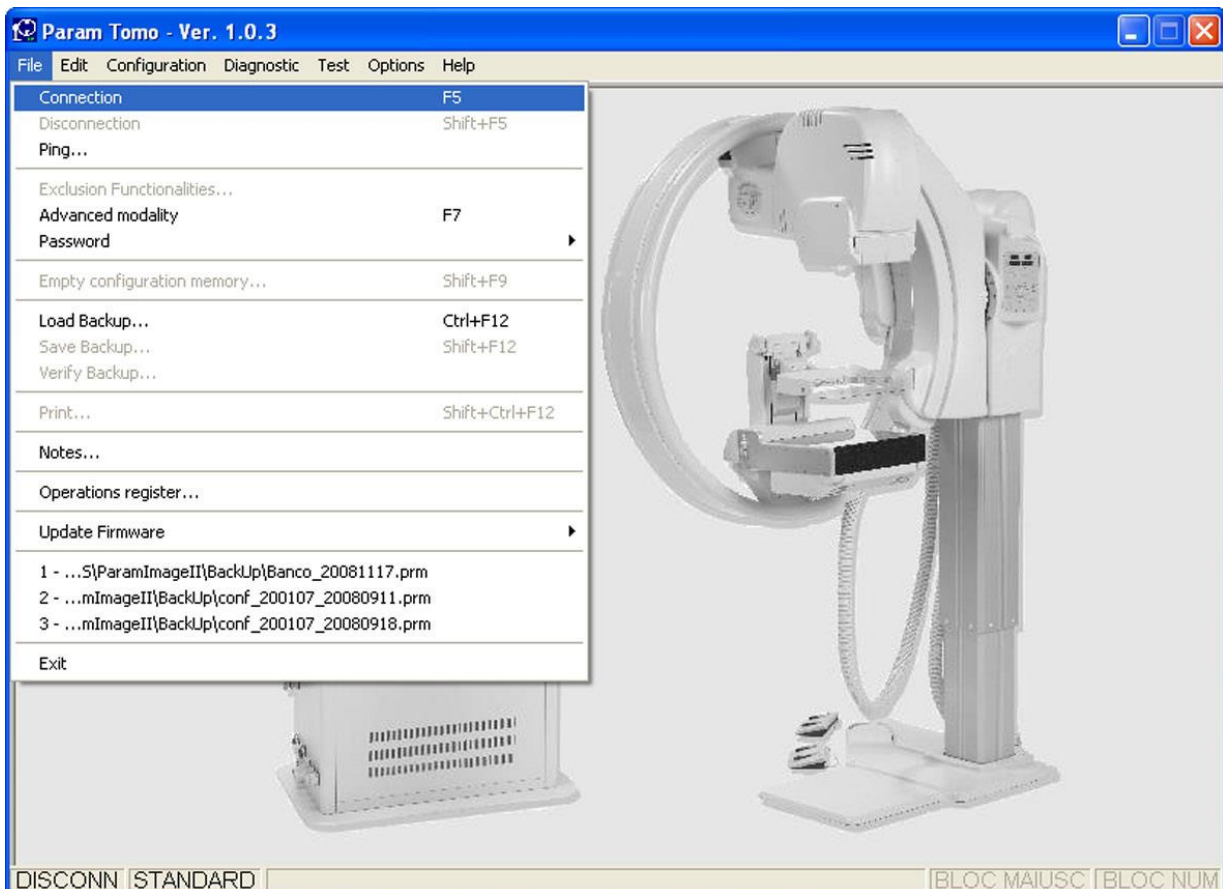 Param Tomo - Ver. 1.0.3
File Edit Configuration Diagnostic Test Options Help
Connection F5
Disconnection Shift+F5
Ping...
Exclusion Functionalities...
Advanced modality F7
Password
Empty configuration memory... Shift+F9
Load Backup... Ctrl+F12
Save Backup... Shift+F12
Verify Backup...
Print... Shift+Ctrl+F12
Notes...
Operations register...
Update Firmware
1 - ...S\ParamImageII\BackUp\Banco_20081117.prm
2 - ...mImageII\BackUp\conf_200107_20080911.prm
3 - ...mImageII\BackUp\conf_200107_20080918.prm
Exit
DISCONN STANDARD BLOC MAIUSC BLOC NUM